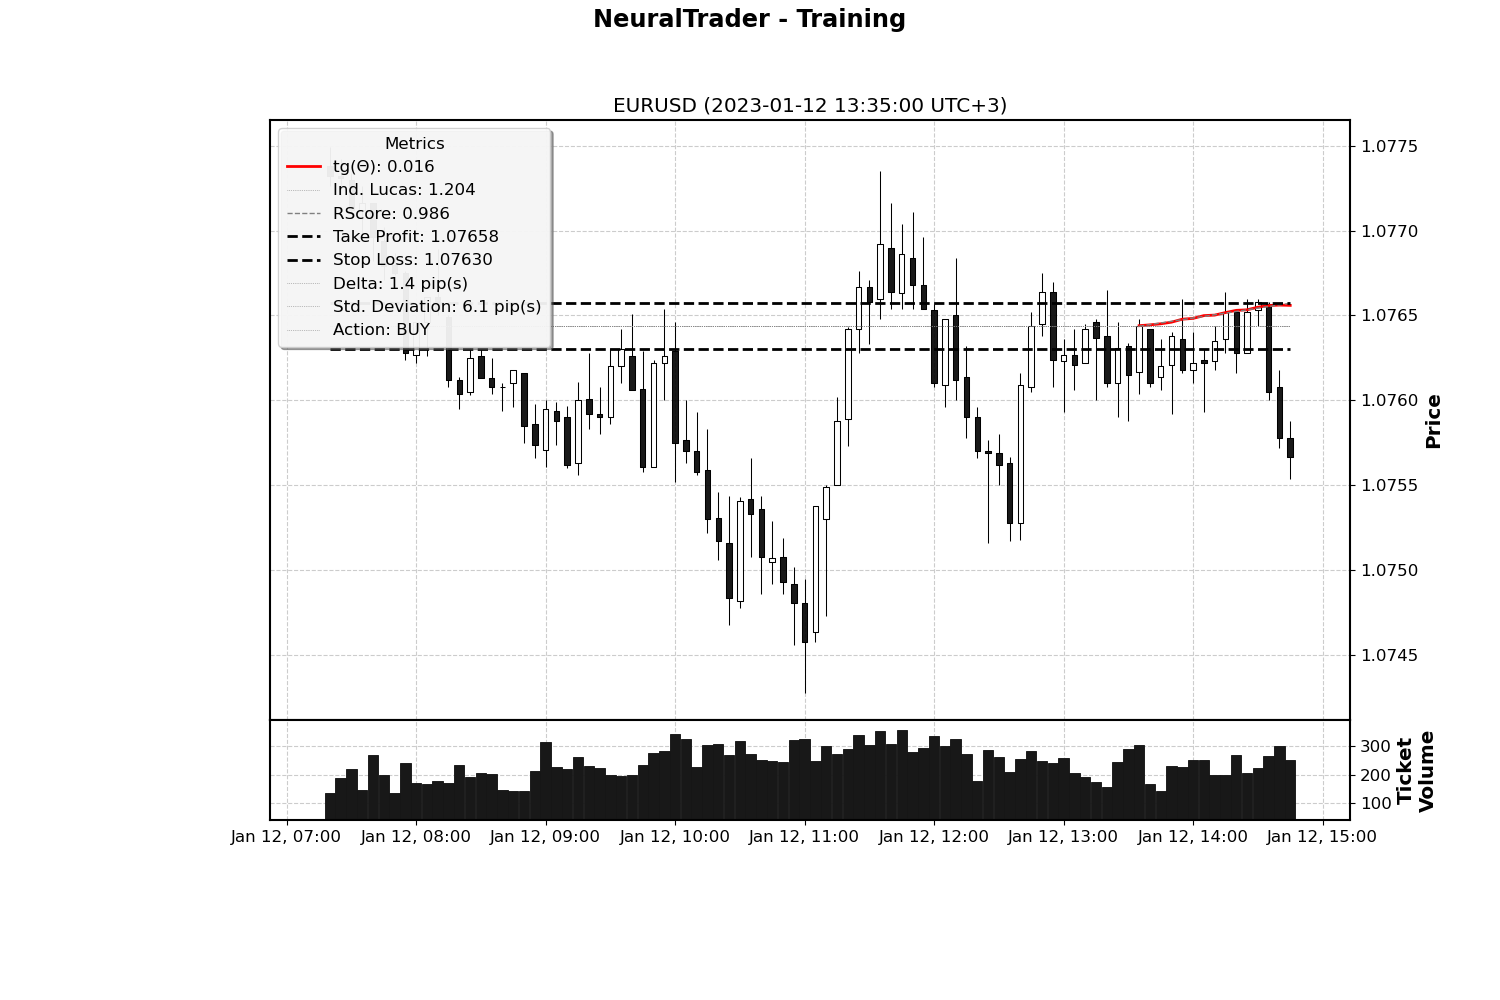 NeuralTrader - Training
EURUSD (2023-01-12 13:35:00 UTC+3)
Metrics
tg(Θ): 0.016
Ind. Lucas: 1.204
RScore: 0.986
Take Profit: 1.07658
Stop Loss: 1.07630
Delta: 1.4 pip(s)
Std. Deviation: 6.1 pip(s)
Action: BUY
1.0775
1.0770
1.0765
1.0760
1.0755
1.0750
1.0745
Price
300
200
100
Ticket
Volume
Jan 12, 07:00
Jan 12, 08:00
Jan 12, 09:00
Jan 12, 10:00
Jan 12, 11:00
Jan 12, 12:00
Jan 12, 13:00
Jan 12, 14:00
Jan 12, 15:00